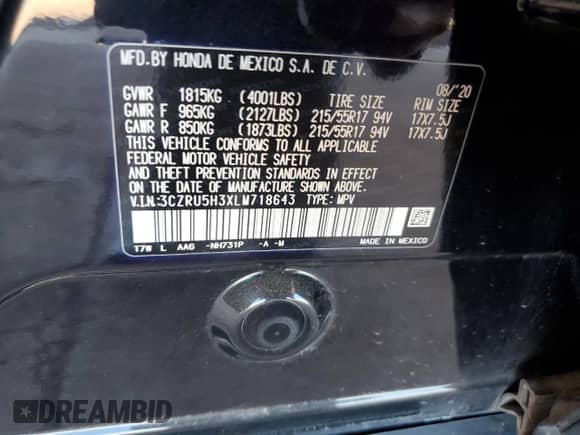 MFD.BY HONDA DE MEXICO S.A. DE C.V.
08/'20
GVWR 1815KG (4001LBS) TIRE SIZE RIM SIZE
GAWR F 965KG (2127LBS) 215/55R17 94V 17X7.5J
GAWR R 850KG (1873LBS) 215/55R17 94V 17X7.5J
THIS VEHICLE CONFORMS TO ALL APPLICABLE
FEDERAL MOTOR VEHICLE SAFETY
AND THEFT PREVENTION STANDARDS IN EFFECT
ON THE DATE OF MANUFACTURE SHOWN ABOVE.
V.I.N:3CZRU5H3XLM718643 TYPE: MPV
T7W L AAG -NH731P -A -M
MADE IN MEXICO
DREAMBID